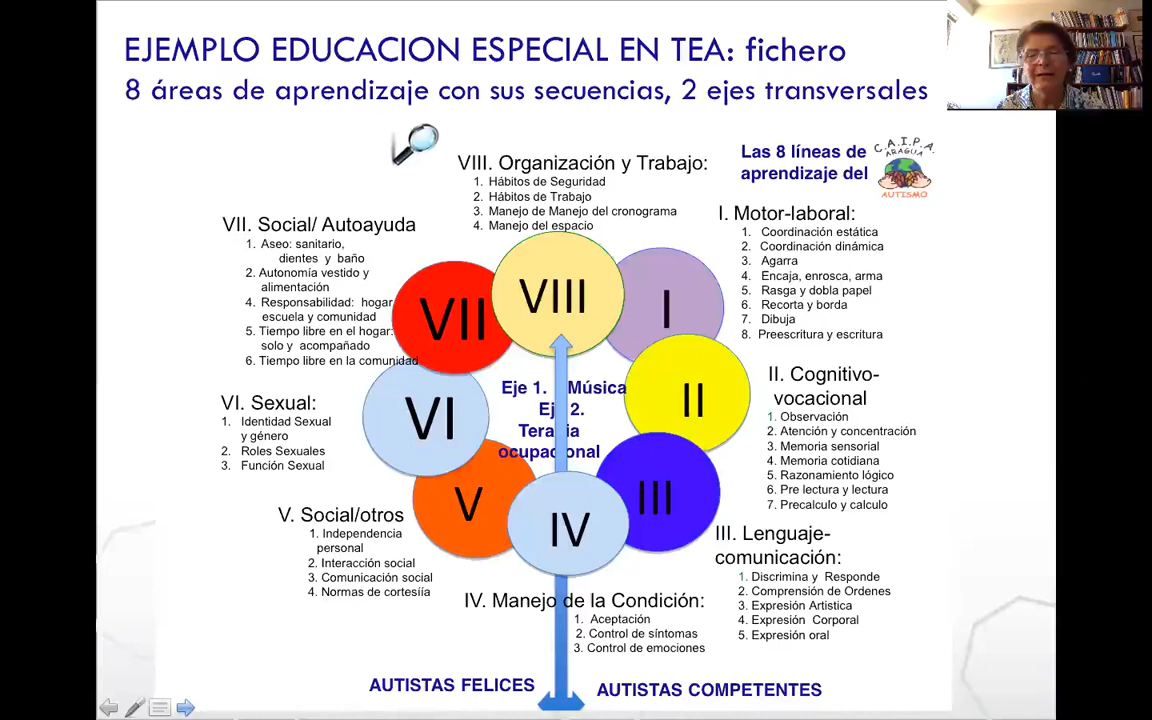 EJEMPLO EDUCACION ESPECIAL EN TEA: fichero
8 áreas de aprendizaje con sus secuencias, 2 ejes transversales
Las 8 líneas de
aprendizaje del
C.A.I.P.A.
ARAGUA
AUTISMO
VIII. Organización y Trabajo:
1. Hábitos de Seguridad
2. Hábitos de Trabajo
3. Manejo de Manejo del cronograma
4. Manejo del espacio
I. Motor-laboral:
1. Coordinación estática
2. Coordinación dinámica
3. Agarra
4. Encaja, enrosca, arma
5. Rasga y dobla papel
6. Recorta y borda
7. Dibuja
8. Preescritura y escritura
II. Cognitivo-
vocacional
1. Observación
2. Atención y concentración
3. Memoria sensorial
4. Memoria cotidiana
5. Razonamiento lógico
6. Pre lectura y lectura
7. Precalculo y calculo
III. Lenguaje-
comunicación:
1. Discrimina y Responde
2. Comprensión de Ordenes
3. Expresión Artistica
4. Expresión Corporal
5. Expresión oral
IV. Manejo de la Condición:
1. Aceptación
2. Control de síntomas
3. Control de emociones
V. Social/otros
1. Independencia
personal
2. Interacción social
3. Comunicación social
4. Normas de cortesíía
VI. Sexual:
1. Identidad Sexual
y género
2. Roles Sexuales
3. Función Sexual
VII. Social/ Autoayuda
1. Aseo: sanitario,
dientes y baño
2. Autonomía vestido y
alimentación
4. Responsabilidad: hogar
escuela y comunidad
5. Tiempo libre en el hogar:
solo y acompañado
6. Tiempo libre en la comunidad
VIII
I
II
III
IV
V
VI
VII
Eje 1. Música
Eje 2.
Terapia
ocupacional
AUTISTAS FELICES
AUTISTAS COMPETENTES